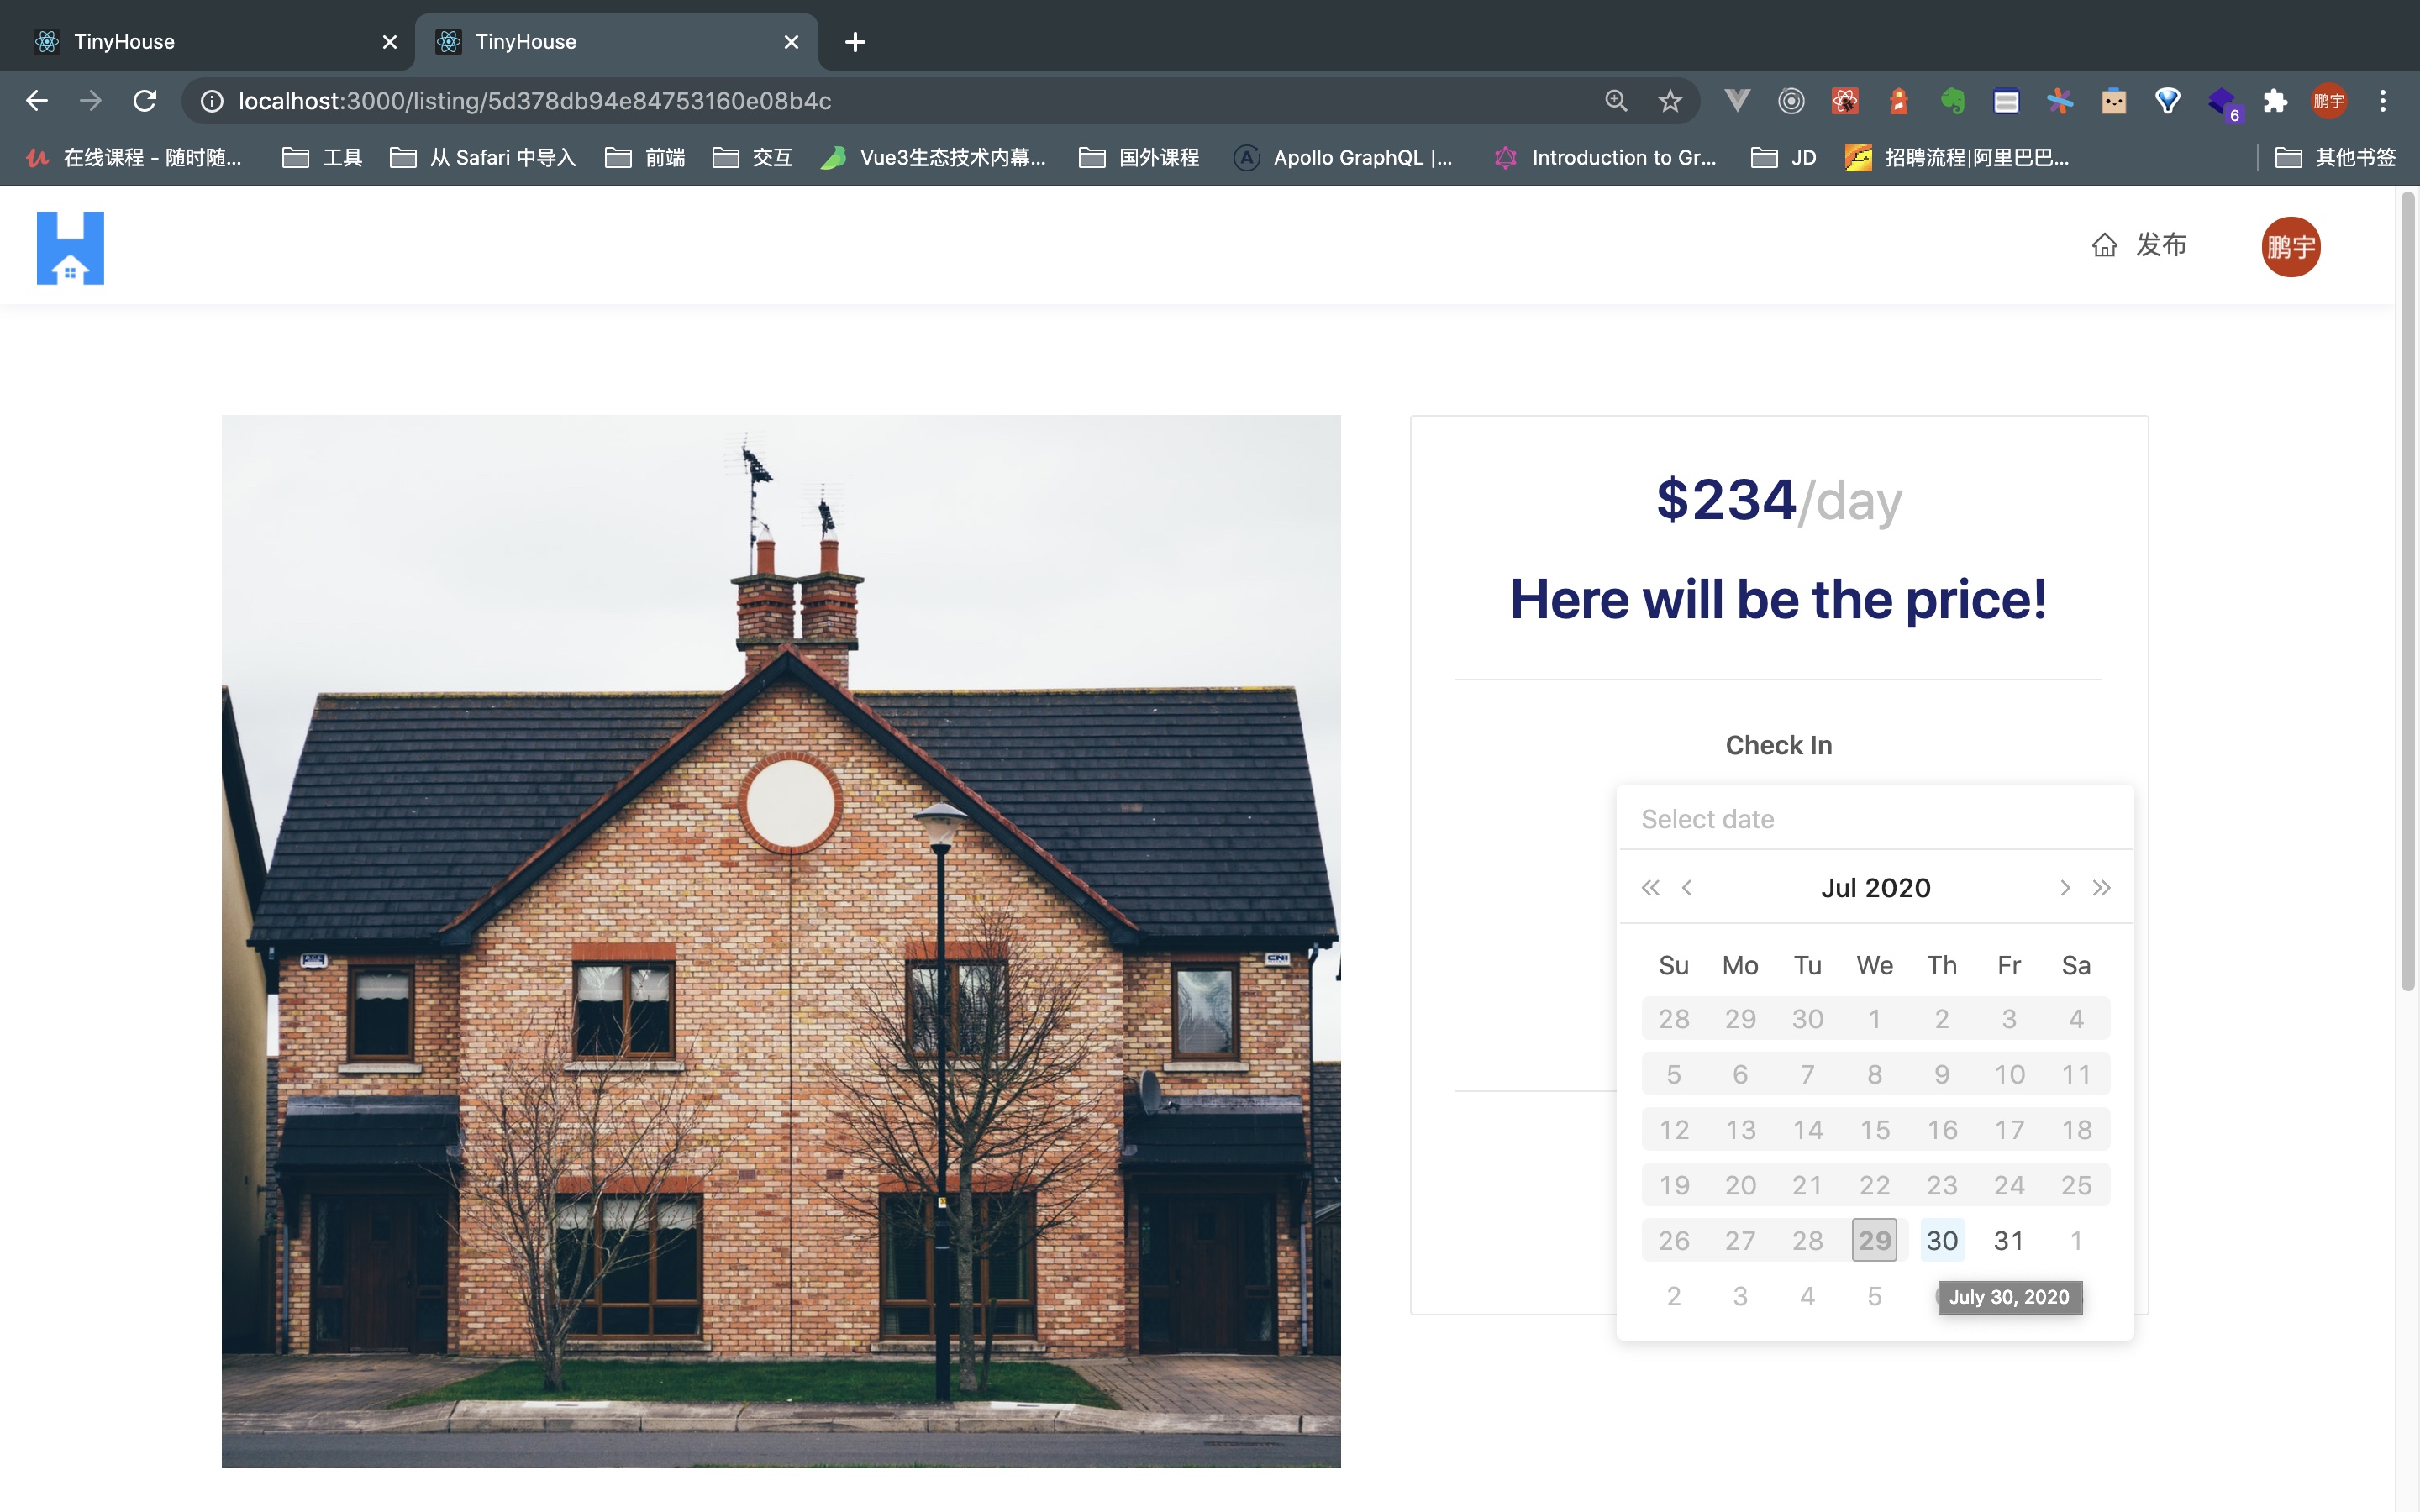 TinyHouse
TinyHouse
localhost:3000/listing/5d378db94e84753160e08b4c
6
鹏宇
在线课程 - 随时随...
工具
从 Safari 中导入
前端
交互
Vue3生态技术内幕...
国外课程
Apollo GraphQL |...
Introduction to Gr...
JD
招聘流程|阿里巴巴...
其他书签
发布
鹏宇
$234/day
Here will be the price!
Check In
Select date
Jul 2020
Su Mo Tu We Th Fr Sa
28 29 30 1 2 3 4
5 6 7 8 9 10 11
12 13 14 15 16 17 18
19 20 21 22 23 24 25
26 27 28 29 30 31 1
2 3 4 5
July 30, 2020
CNI